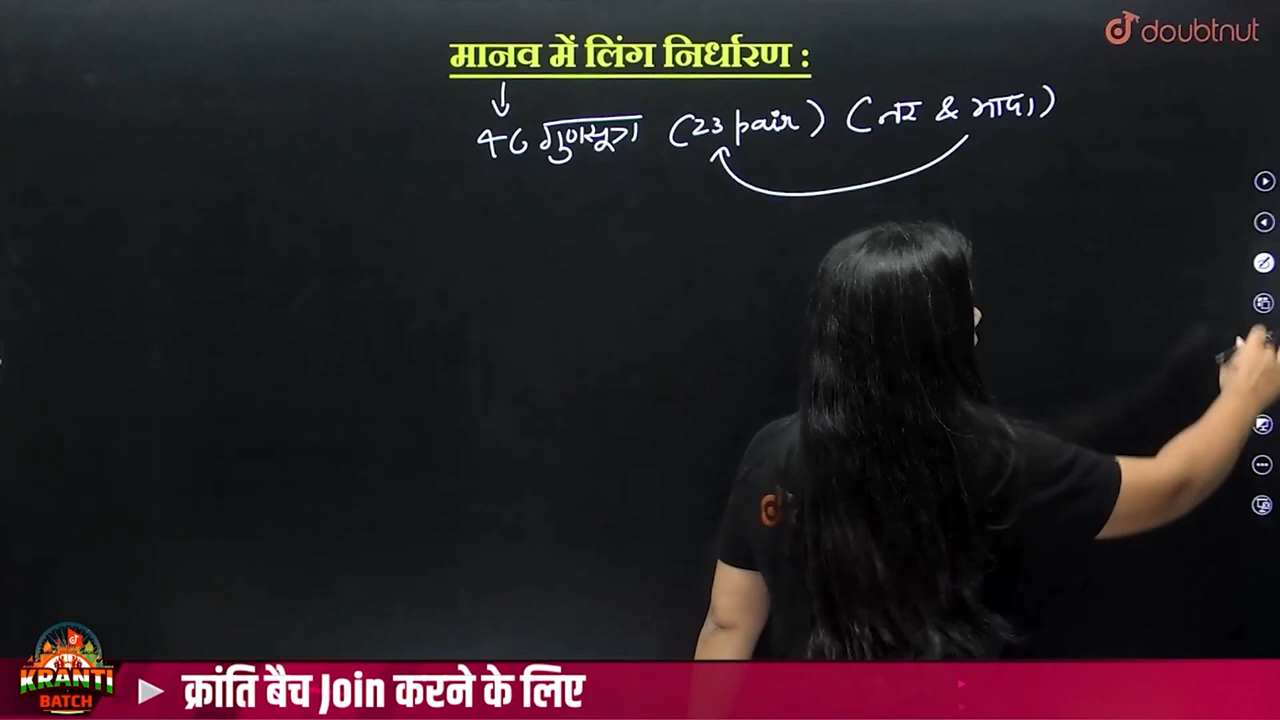 doubtnut
मानव में लिंग निर्धारण :
46 गुणसूत्र (23 pair) (नर & मादा)
KRANTI
BATCH
क्रांति बैच Join करने के लिए